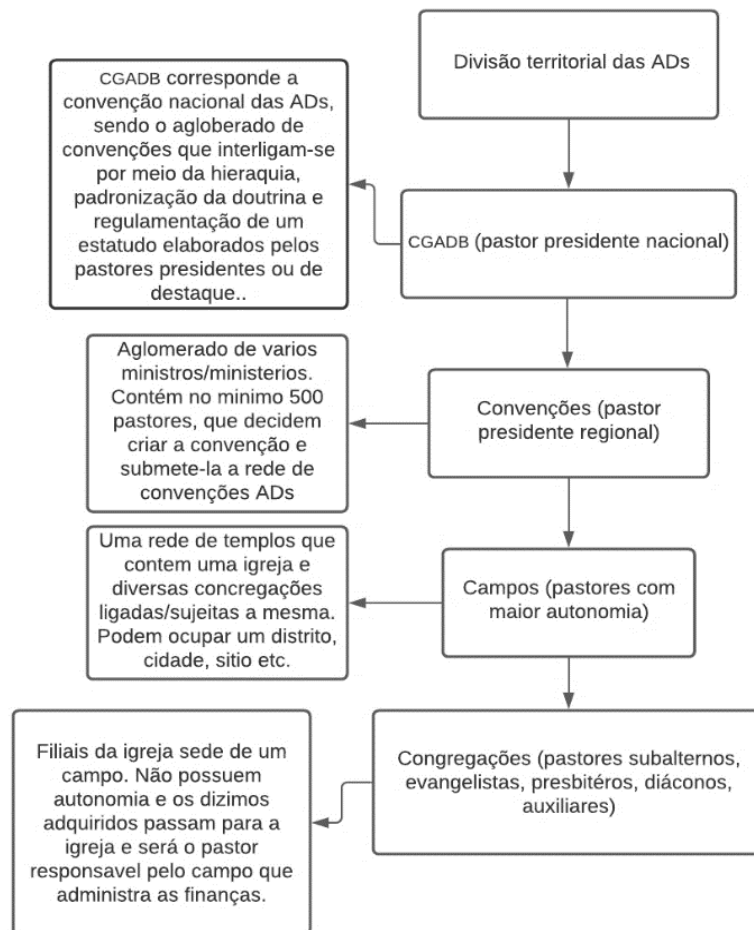 Divisão territorial das ADs
CGADB corresponde a
convenção nacional das ADs,
sendo o agloberado de
convenções que interligam-se
por meio da hieraquia,
padronização da doutrina e
regulamentação de um
estatudo elaborados pelos
pastores presidentes ou de
destaque..
CGADB (pastor presidente nacional)
Aglomerado de varios
ministros/ministerios.
Contém no minimo 500
pastores, que decidem
criar a convenção e
submete-la a rede de
convenções ADs
Convenções (pastor
presidente regional)
Uma rede de templos que
contem uma igreja e
diversas concregações
ligadas/sujeitas a mesma.
Podem ocupar um distrito,
cidade, sitio etc.
Campos (pastores com
maior autonomia)
Filiais da igreja sede de um
campo. Não possuem
autonomia e os dizimos
adquiridos passam para a
igreja e será o pastor
responsavel pelo campo que
administra as finanças.
Congregações (pastores subalternos,
evangelistas, presbitéros, diáconos,
auxiliares)